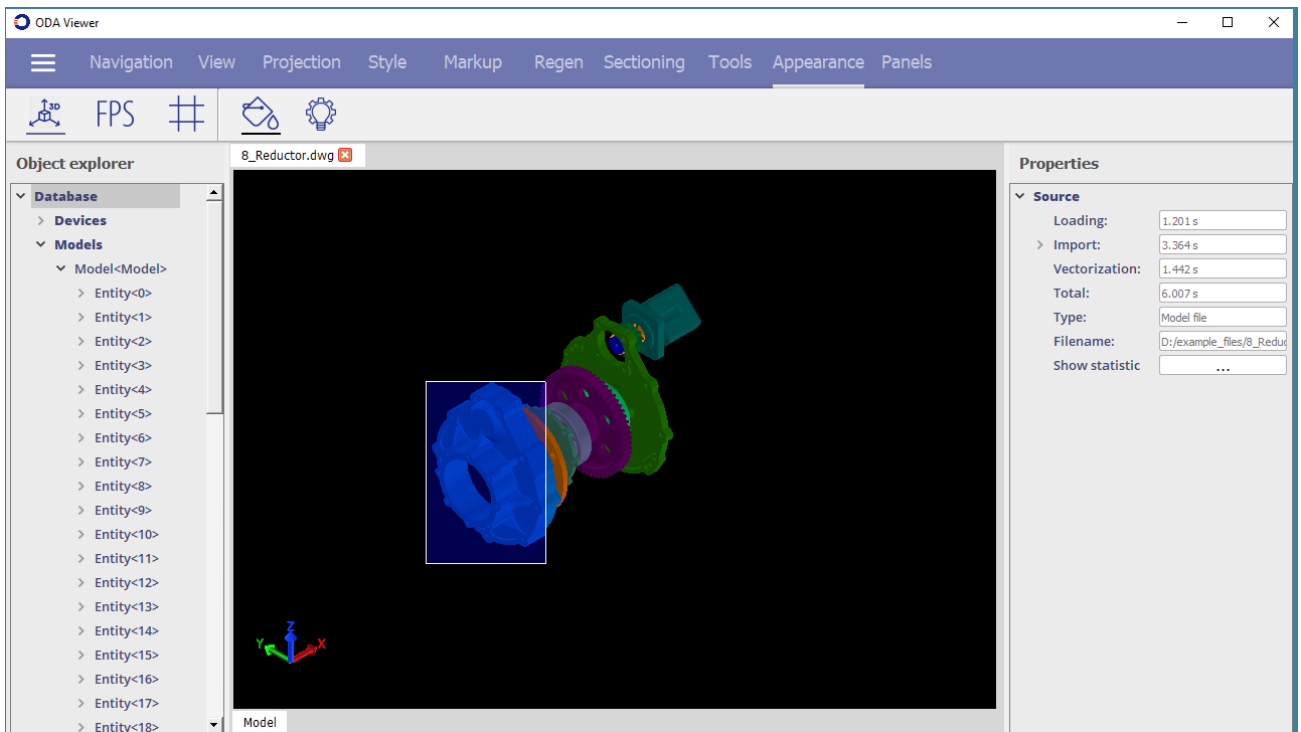 ODA Viewer
Navigation View Projection Style Markup Regen Sectioning Tools Appearance Panels
3D FPS
Object explorer
Database
Devices
Models
Model<Model>
Entity<0>
Entity<1>
Entity<2>
Entity<3>
Entity<4>
Entity<5>
Entity<6>
Entity<7>
Entity<8>
Entity<9>
Entity<10>
Entity<11>
Entity<12>
Entity<13>
Entity<14>
Entity<15>
Entity<16>
Entity<17>
Entity<18>
8_Reductor.dwg
Z
Y X
Model
Properties
Source
Loading: 1.201 s
Import: 3.364 s
Vectorization: 1.442 s
Total: 6.007 s
Type: Model file
Filename: D:/example_files/8_Reduc
Show statistic ...